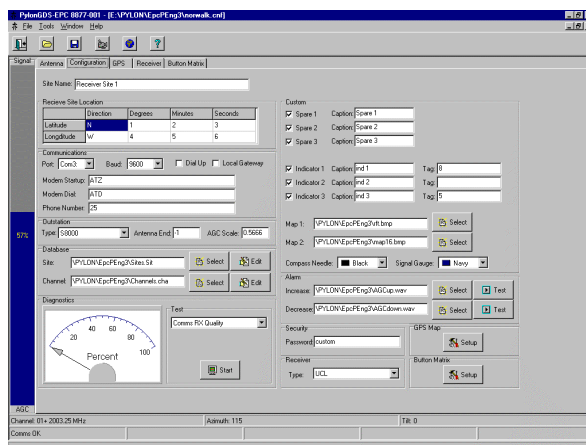 PylonGDS-EPC 8877-001 - [E:\PYLON\EpcPEng3\norwalk.cnf]
File Tools Window Help
Signal
Antenna Configuration GPS Receiver Button Matrix
Site Name: Receiver Site 1
Recieve Site Location
Direction Degrees Minutes Seconds
Latitude N 1 2 3
Longditude W 4 5 6
Communications
Port: Com3: Baud: 9600 Dial Up Local Gateway
Modem Startup: ATZ
Modem Dial: ATD
Phone Number: 25
Outstation
Type: S8000 Antenna End: -1 AGC Scale: 0.5666
Database
Site: \PYLON\EpcPEng3\Sites.Sit Select Edit
Channel: \PYLON\EpcPEng3\Channels.cha Select Edit
Diagnostics
0 20 40 60 80 100
Percent
Test
Comms RX Quality
Start
Custom
Spare 1 Caption: Spare 1
Spare 2 Caption: Spare 2
Spare 3 Caption: Spare 3
Indicator 1 Caption: ind 1 Tag: 8
Indicator 2 Caption: ind 2 Tag:
Indicator 3 Caption: ind 3 Tag: 5
Map 1: \PYLON\EpcPEng3\vft.bmp Select
Map 2: \PYLON\EpcPEng3\map16.bmp Select
Compass Needle: Black Signal Gauge: Navy
Alarm
Increase: \PYLON\EpcPEng3\AGCup.wav Select Test
Decrease: \PYLON\EpcPEng3\AGCdown.wav Select Test
Security
Password: custom
GPS Map
Setup
Receiver
Type: UCL
Button Matrix
Setup
57%
AGC
Channel: 01+ 2003.25 MHz Azimuth: 115 Tilt: 0
Comms OK